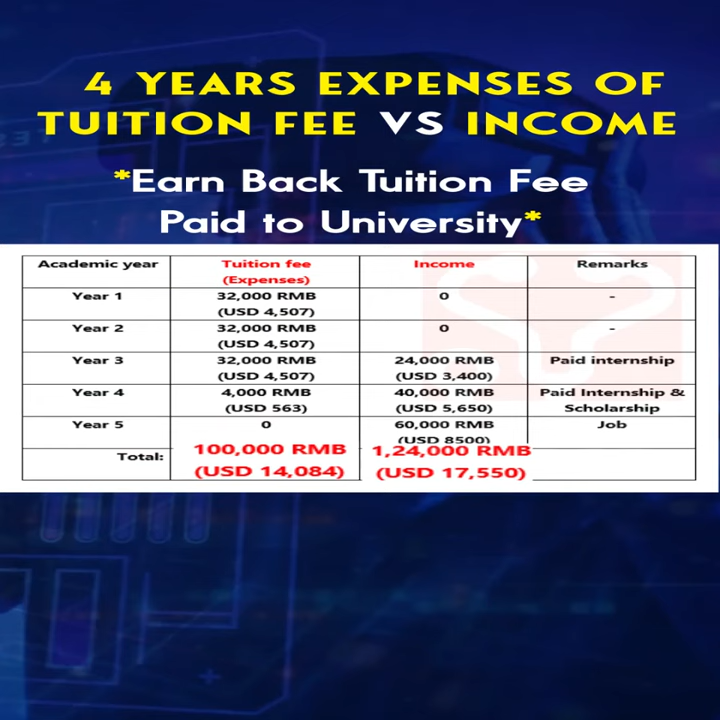 4 YEARS EXPENSES OF
TUITION FEE VS INCOME
*Earn Back Tuition Fee
Paid to University*
Academic year Tuition fee Income Remarks
(Expenses)
Year 1 32,000 RMB 0 -
(USD 4,507)
Year 2 32,000 RMB 0 -
(USD 4,507)
Year 3 32,000 RMB 24,000 RMB Paid internship
(USD 4,507) (USD 3,400)
Year 4 4,000 RMB 40,000 RMB Paid Internship &
(USD 563) (USD 5,650) Scholarship
Year 5 0 60,000 RMB Job
(USD 8500)
Total: 100,000 RMB 1,24,000 RMB
(USD 14,084) (USD 17,550)